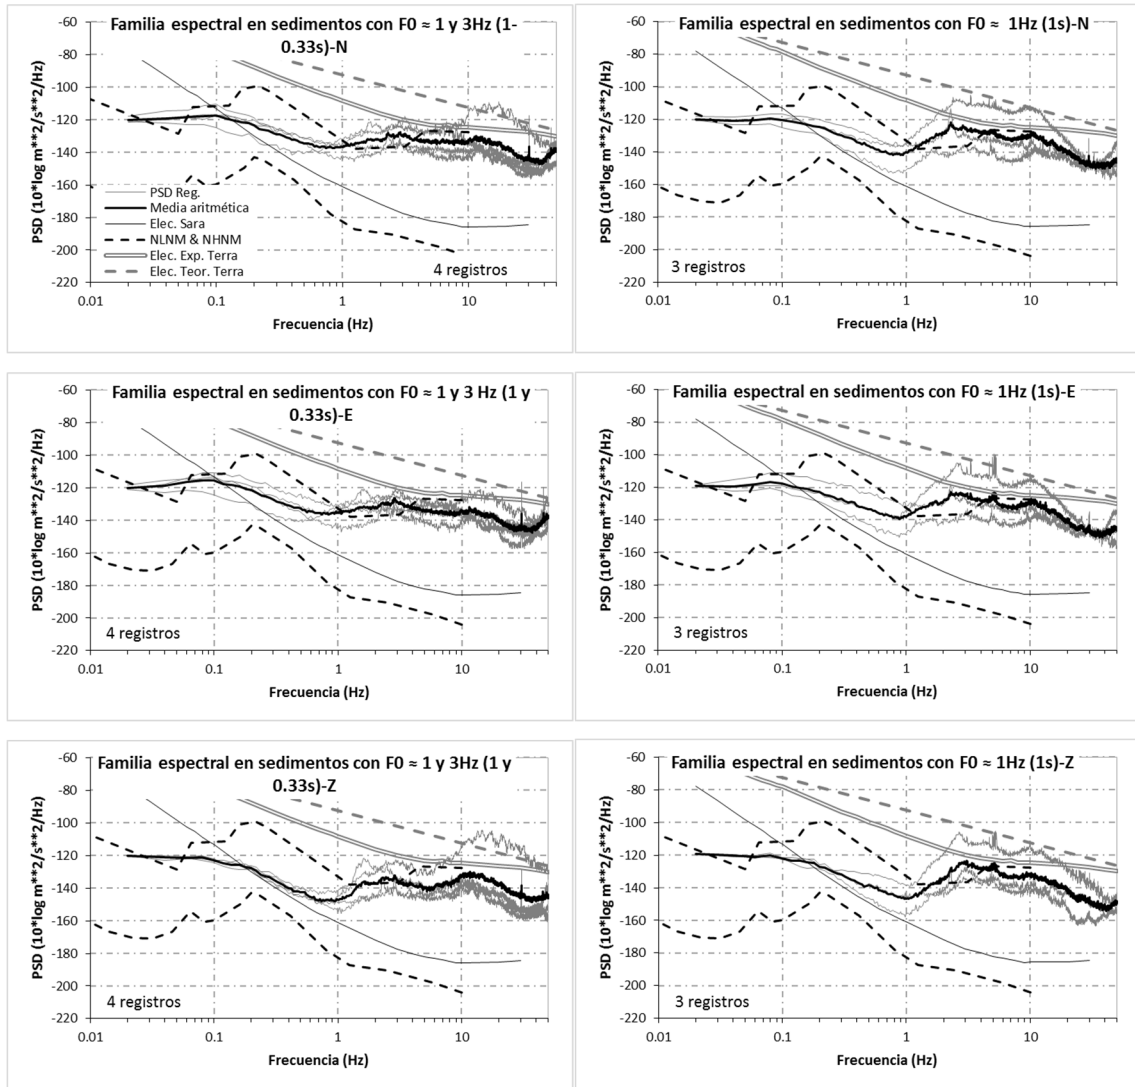 Familia espectral en sedimentos con F0 ≈ 1 y 3Hz (1-
0.33s)-N
PSD (10*log m**2/s**2/Hz)
-60
-80
-100
-120
-140
-160
-180
-200
-220
PSD Reg.
Media aritmética
Elec. Sara
NLNM & NHNM
Elec. Exp. Terra
Elec. Teor. Terra
4 registros
0.01
0.1
1
10
Frecuencia (Hz)
Familia espectral en sedimentos con F0 ≈ 1Hz (1s)-N
PSD (10*log m**2/s**2/Hz)
-60
-80
-100
-120
-140
-160
-180
-200
-220
3 registros
0.01
0.1
1
10
Frecuencia (Hz)
Familia espectral en sedimentos con F0 ≈ 1 y 3 Hz (1 y
0.33s)-E
PSD (10*log m**2/s**2/Hz)
-60
-80
-100
-120
-140
-160
-180
-200
-220
4 registros
0.01
0.1
1
10
Frecuencia (Hz)
Familia espectral en sedimentos con F0 ≈ 1Hz (1s)-E
PSD (10*log m**2/s**2/Hz)
-60
-80
-100
-120
-140
-160
-180
-200
-220
3 registros
0.01
0.1
1
10
Frecuencia (Hz)
Familia espectral en sedimentos con F0 ≈ 1 y 3Hz (1 y
0.33s)-Z
PSD (10*log m**2/s**2/Hz)
-60
-80
-100
-120
-140
-160
-180
-200
-220
4 registros
0.01
0.1
1
10
Frecuencia (Hz)
Familia espectral en sedimentos con F0 ≈ 1Hz (1s)-Z
PSD (10*log m**2/s**2/Hz)
-60
-80
-100
-120
-140
-160
-180
-200
-220
3 registros
0.01
0.1
1
10
Frecuencia (Hz)